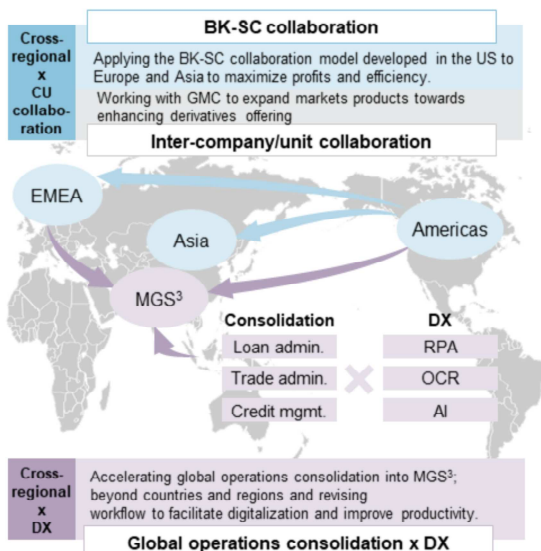 BK-SC collaboration
Cross-
regional
x
CU
collabo-
ration
Applying the BK-SC collaboration model developed in the US to
Europe and Asia to maximize profits and efficiency.
Working with GMC to expand markets products towards
enhancing derivatives offering
Inter-company/unit collaboration
EMEA
Asia
Americas
MGS³
Consolidation
DX
Loan admin.
RPA
Trade admin.
OCR
Credit mgmt.
AI
Cross-
regional
x
DX
Accelerating global operations consolidation into MGS³;
beyond countries and regions and revising
workflow to facilitate digitalization and improve productivity.
Global operations consolidation x DX